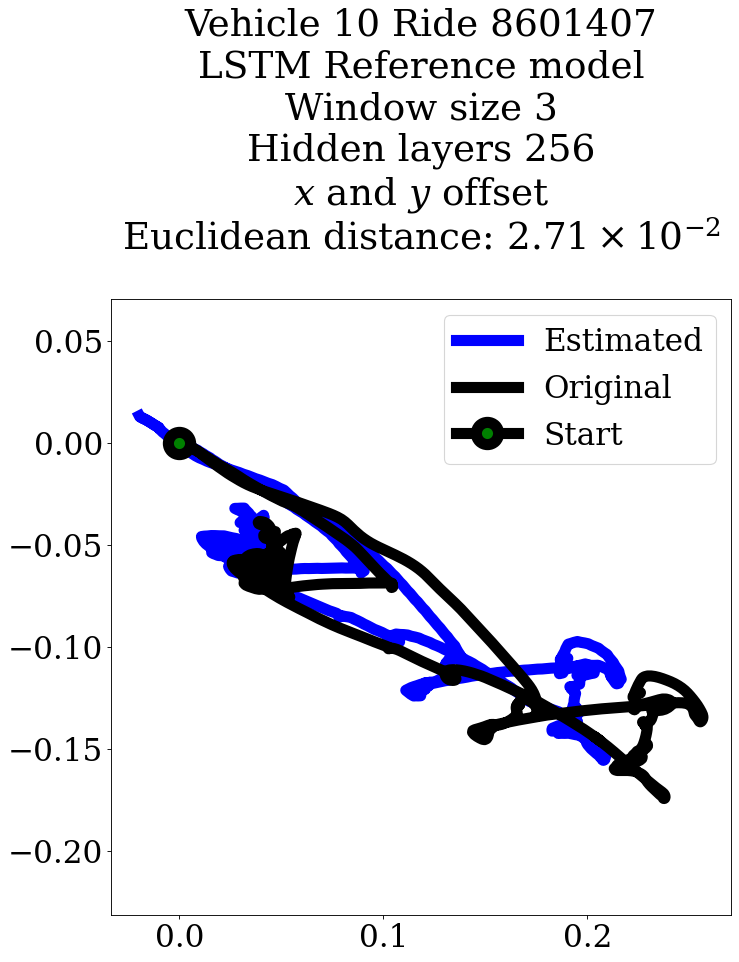 Vehicle 10 Ride 8601407
LSTM Reference model
Window size 3
Hidden layers 256
x and y offset
Euclidean distance: 2.71 × 10⁻²
Estimated
Original
Start
0.05
0.00
−0.05
−0.10
−0.15
−0.20
0.0 0.1 0.2